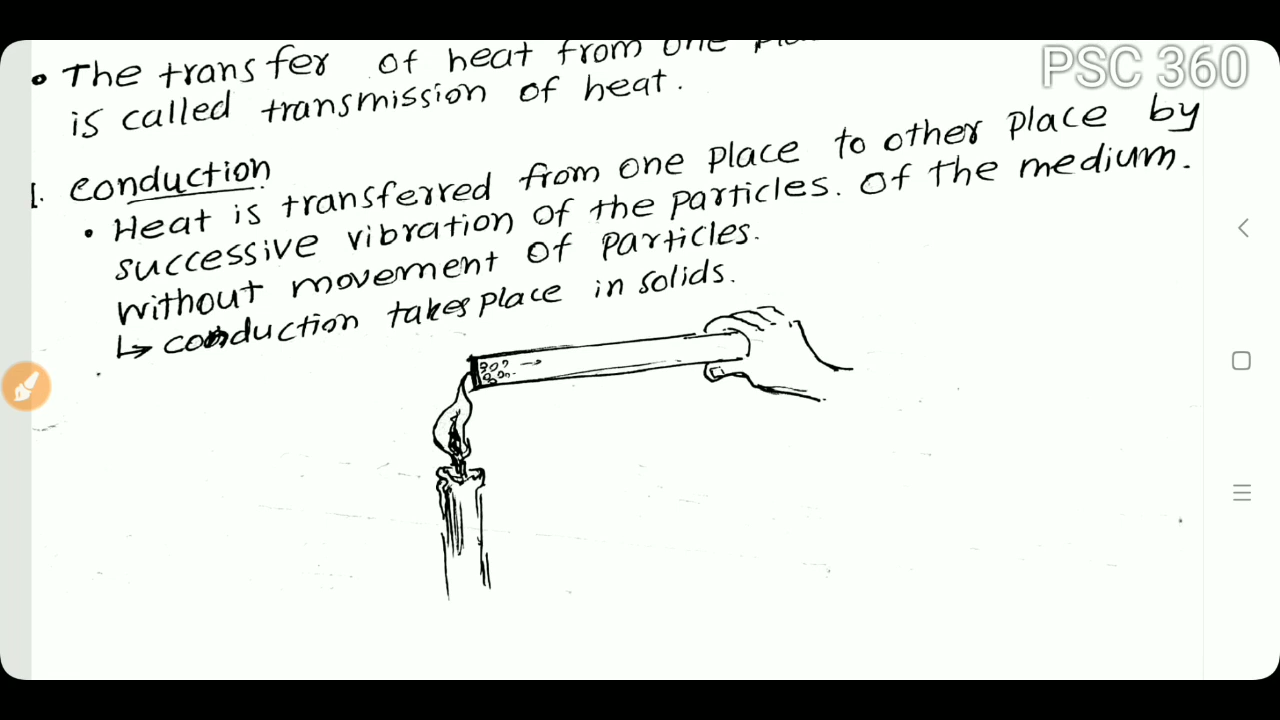 • The transfer of heat from one
PSC 360
is called transmission of heat.
1. Conduction
• Heat is transferred from one place to other place by
successive vibration of the particles. of the medium.
without movement of particles.
↳ conduction takes place in solids.